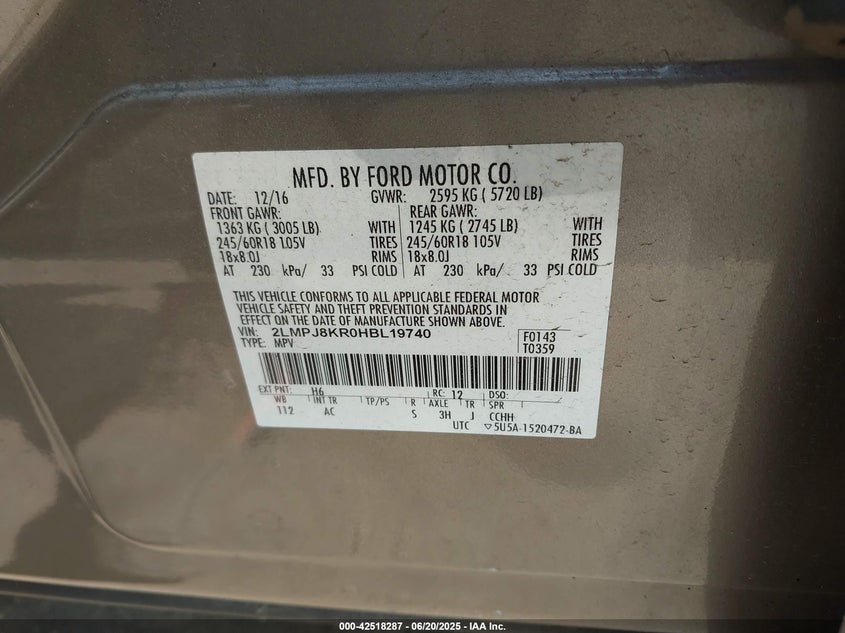 MFD. BY FORD MOTOR CO.
DATE: 12/16 GVWR: 2595 KG ( 5720 LB)
FRONT GAWR: REAR GAWR:
1363 KG ( 3005 LB) WITH 1245 KG ( 2745 LB) WITH
245/60R18 105V TIRES 245/60R18 105V TIRES
18x8.0J RIMS 18x8.0J RIMS
AT 230 kPa/ 33 PSI COLD AT 230 kPa/ 33 PSI COLD
THIS VEHICLE CONFORMS TO ALL APPLICABLE FEDERAL MOTOR
VEHICLE SAFETY AND THEFT PREVENTION STANDARDS IN
EFFECT ON THE DATE OF MANUFACTURE SHOWN ABOVE.
VIN: 2LMPJ8KR0HBL19740 F0143
TYPE: MPV T0359
EXT PNT: H6 RC: 12 DSO:
WB INT TR TP/PS R AXLE TR SPR
112 AC S 3H J CCHH
UTC ▽5U5A-1520472-BA
000-42518287 - 06/20/2025 - IAA Inc.